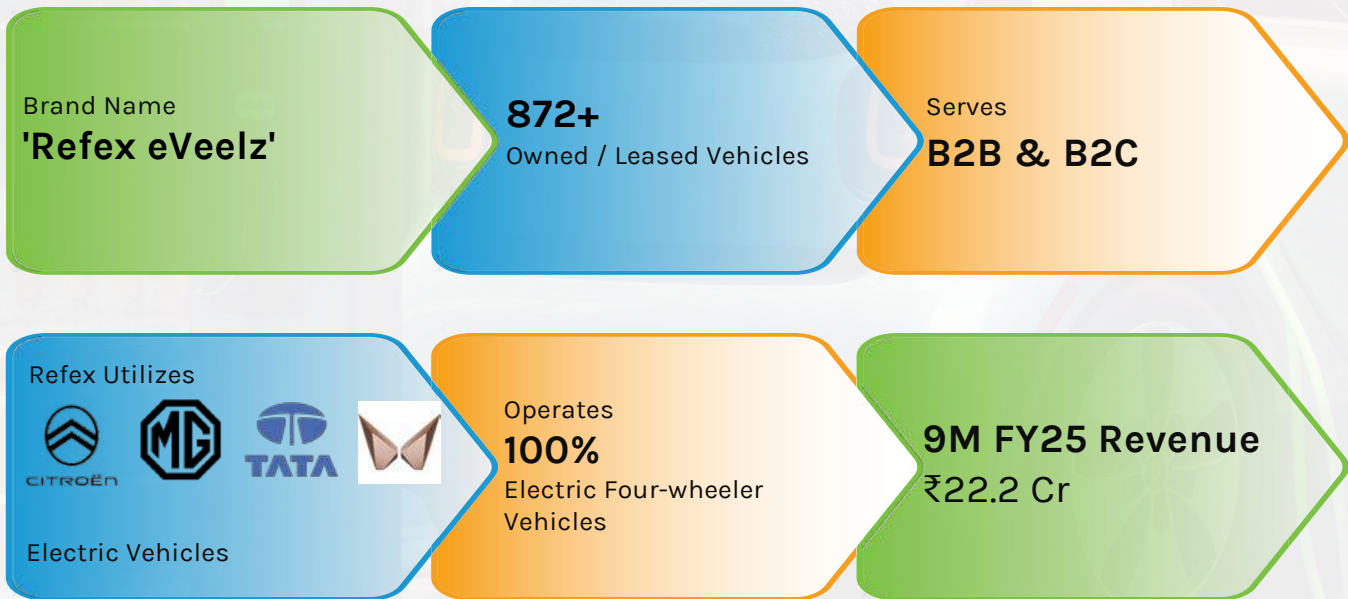 Brand Name
'Refex eVeelz'
872+
Owned / Leased Vehicles
Serves
B2B & B2C
Refex Utilizes
CITROËN
MG
TATA
Electric Vehicles
Operates
100%
Electric Four-wheeler
Vehicles
9M FY25 Revenue
₹22.2 Cr